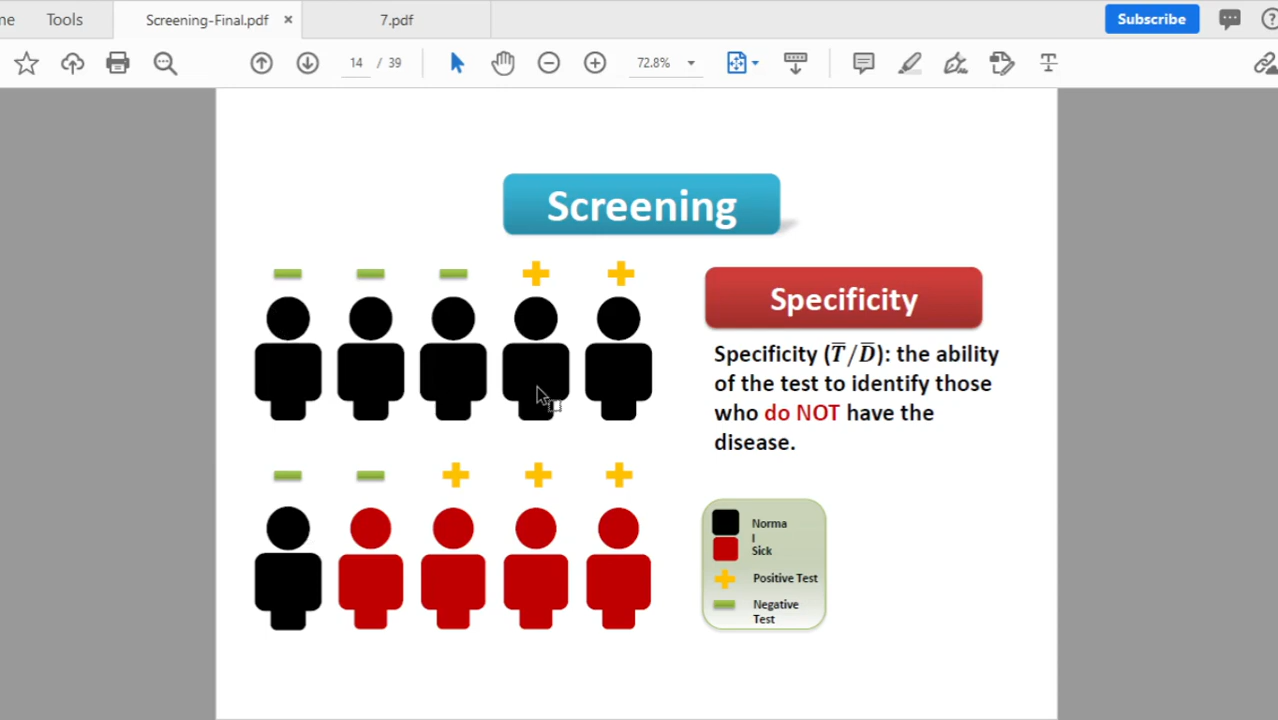 me Tools Screening-Final.pdf × 7.pdf Subscribe
14 / 39 72.8%
Screening
Specificity
Specificity (T̅/D̅): the ability
of the test to identify those
who do NOT have the
disease.
Norma
l
Sick
Positive Test
Negative
Test